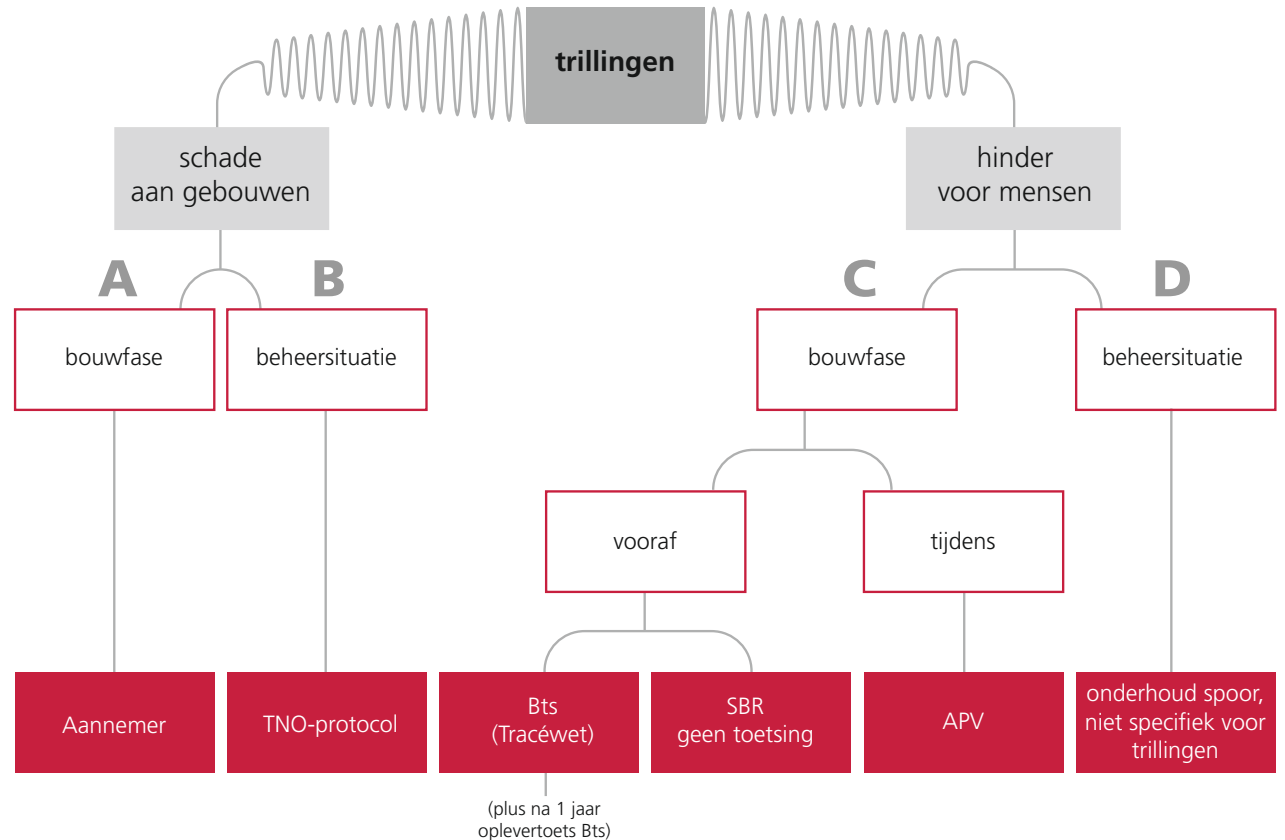 trillingen
schade
aan gebouwen
hinder
voor mensen
A
B
C
D
bouwfase
beheersituatie
bouwfase
beheersituatie
vooraf
tijdens
Aannemer
TNO-protocol
Bts
(Tracéwet)
SBR
geen toetsing
APV
onderhoud spoor,
niet specifiek voor
trillingen
(plus na 1 jaar
oplevertoets Bts)